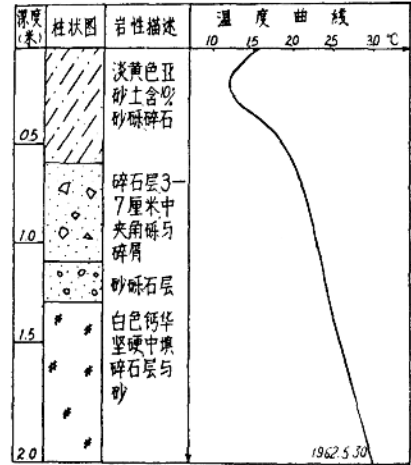 深度(米) 柱状图 岩性描述 温度曲线
10 15 20 25 30 ℃
淡黄色亚
砂土含10%
砂砾碎石
0.5
碎石层3—
7厘米中
夹角砾与
碎屑
1.0
砂砾石层
白色钙华
坚硬中填
碎石层与
砂
1.5
2.0
1962.5.30